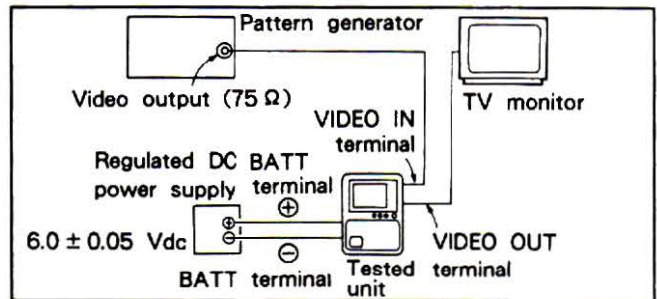 Pattern generator
Video output (75 Ω)
TV monitor
VIDEO IN
terminal
Regulated DC
power supply
BATT
terminal
⊕
⊕
⊖
6.0 ± 0.05 Vdc
⊖
BATT terminal
Tested
unit
VIDEO OUT
terminal